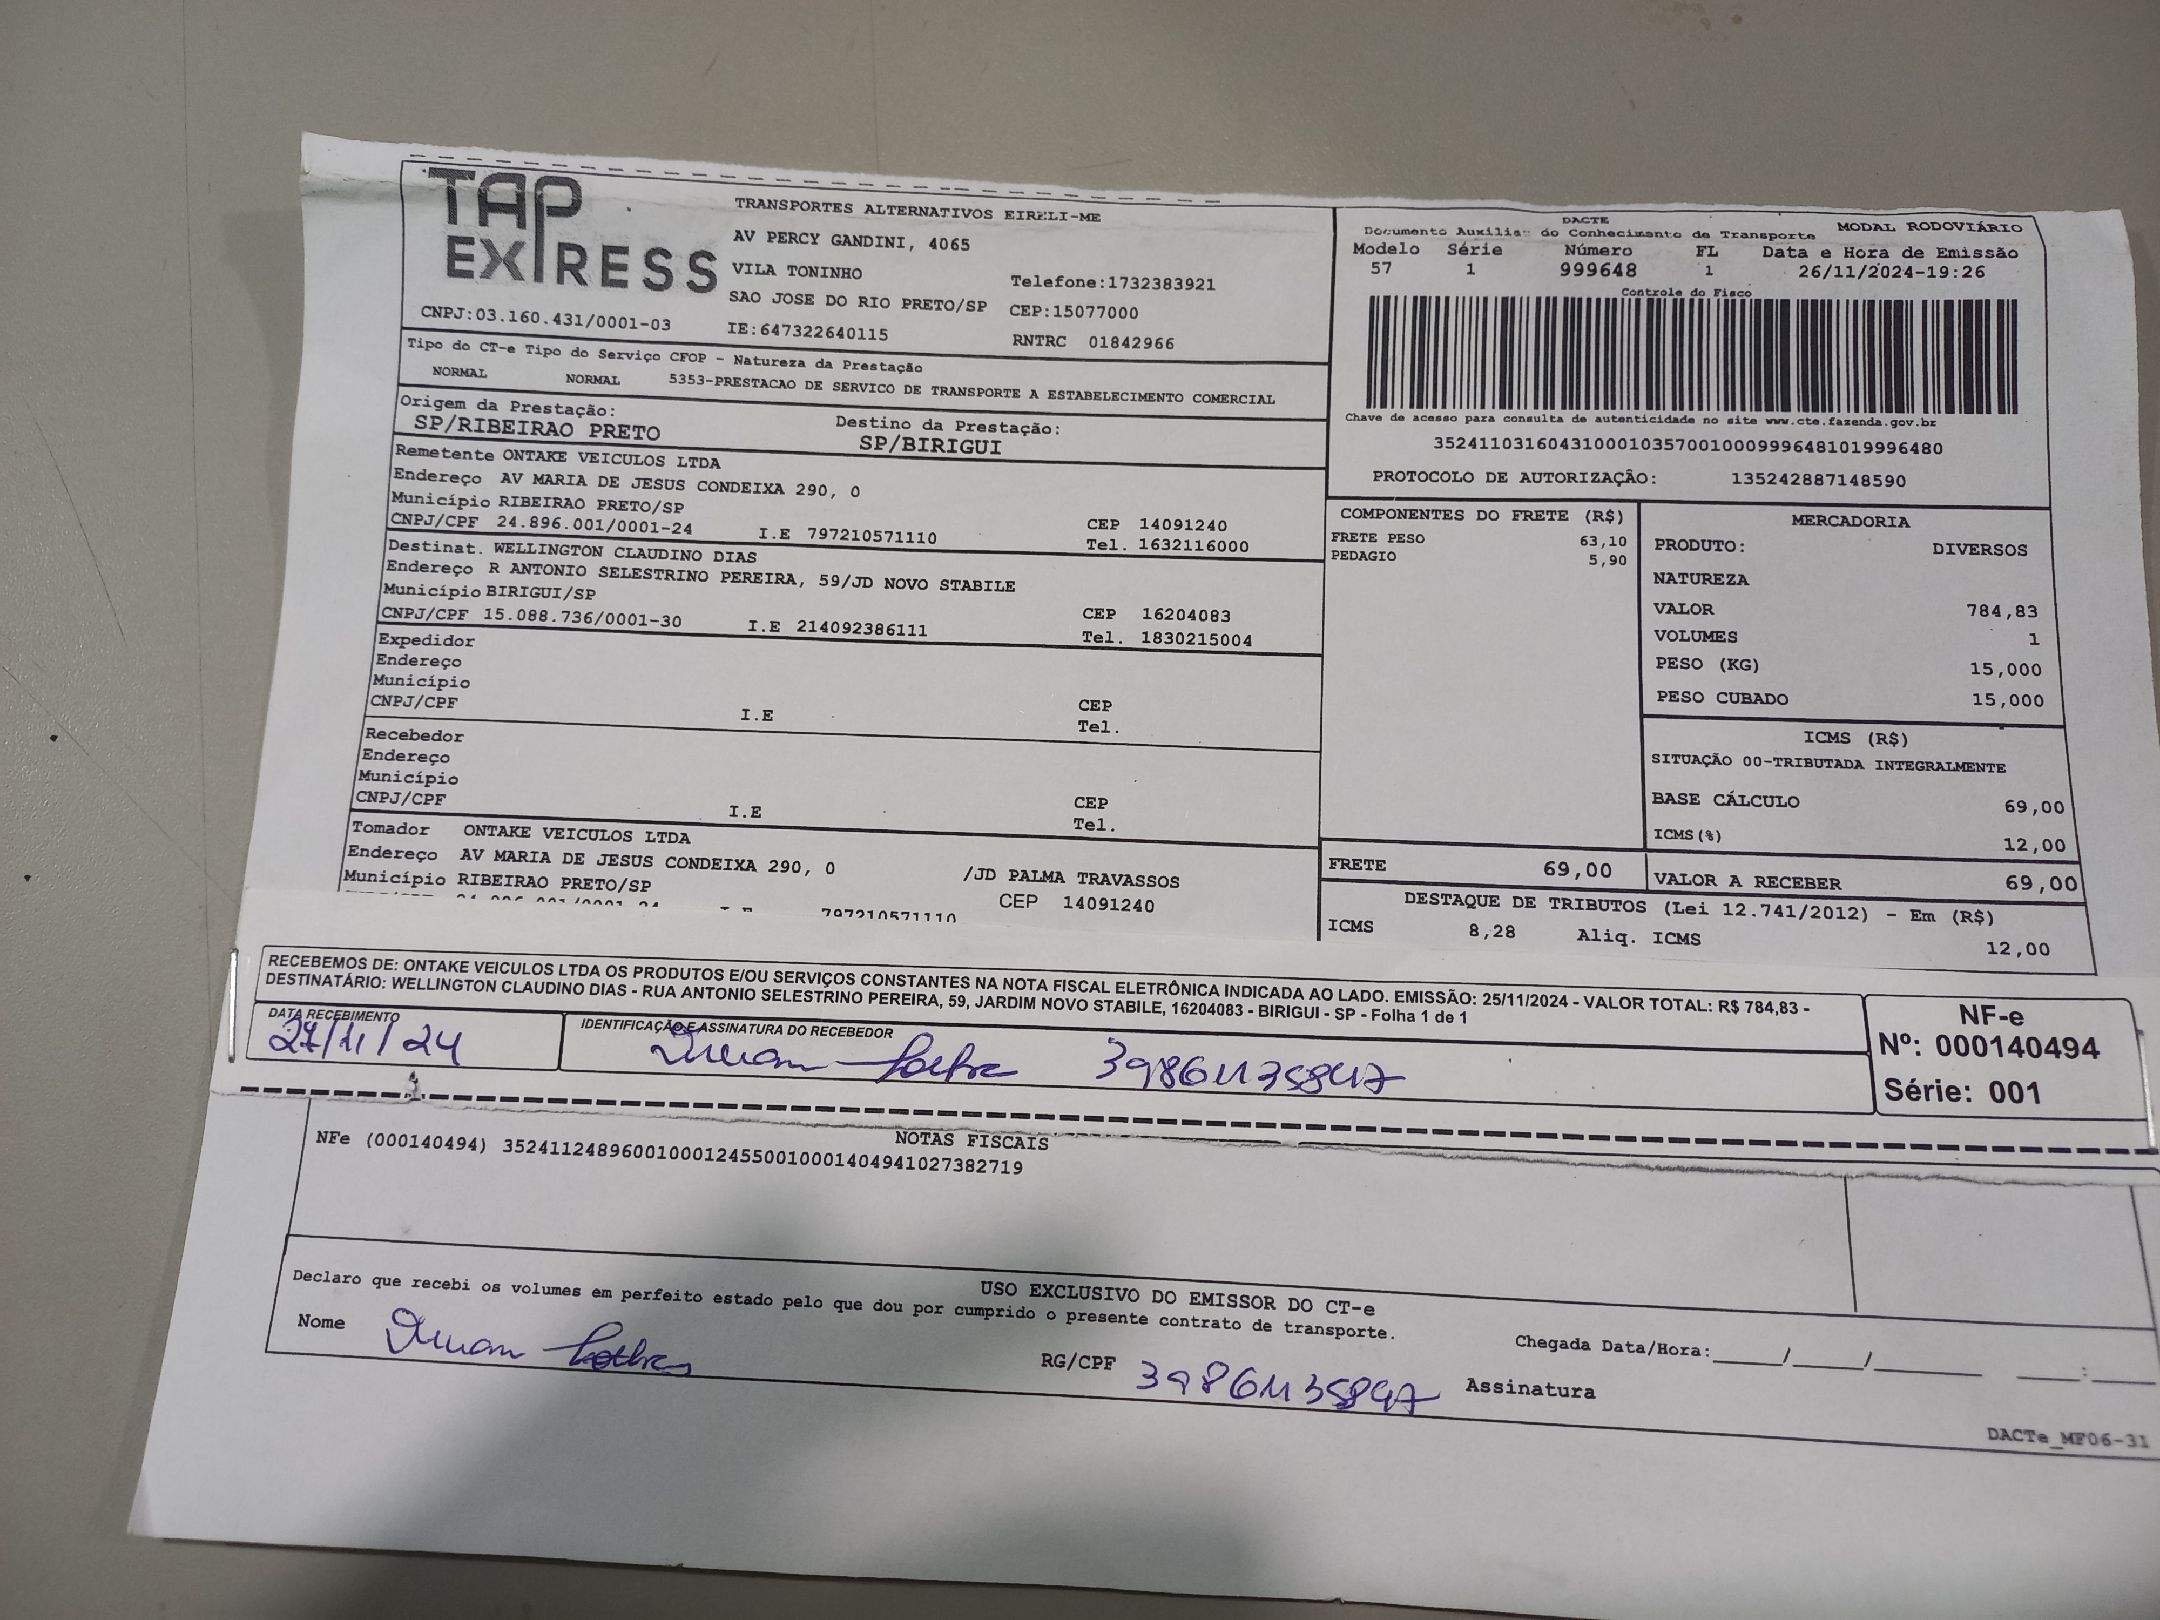 TAP EXPRESS
TRANSPORTES ALTERNATIVOS EIRELI-ME
AV PERCY GANDINI, 4065
VILA TONINHO
Telefone:1732383921
SAO JOSE DO RIO PRETO/SP CEP:15077000
CNPJ:03.160.431/0001-03 IE:647322640115 RNTRC 01842966
DACTE MODAL RODOVIÁRIO
Documento Auxiliar do Conhecimento de Transporte
Modelo Série Número FL Data e Hora de Emissão
57 1 999648 1 26/11/2024-19:26
Controle do Fisco
Chave de acesso para consulta de autenticidade no site www.cte.fazenda.gov.br
35241103160431000103570010009996481019996480
PROTOCOLO DE AUTORIZAÇÃO: 135242887148590
Tipo do CT-e Tipo do Serviço CFOP - Natureza da Prestação
NORMAL NORMAL 5353-PRESTACAO DE SERVICO DE TRANSPORTE A ESTABELECIMENTO COMERCIAL
Origem da Prestação: Destino da Prestação:
SP/RIBEIRAO PRETO SP/BIRIGUI
Remetente ONTAKE VEICULOS LTDA
Endereço AV MARIA DE JESUS CONDEIXA 290, 0
Município RIBEIRAO PRETO/SP CEP 14091240
CNPJ/CPF 24.896.001/0001-24 I.E 797210571110 Tel. 1632116000
Destinat. WELLINGTON CLAUDINO DIAS
Endereço R ANTONIO SELESTRINO PEREIRA, 59/JD NOVO STABILE
Município BIRIGUI/SP CEP 16204083
CNPJ/CPF 15.088.736/0001-30 I.E 214092386111 Tel. 1830215004
Expedidor
Endereço
Município CEP
CNPJ/CPF I.E Tel.
Recebedor
Endereço
Município CEP
CNPJ/CPF I.E Tel.
Tomador ONTAKE VEICULOS LTDA
Endereço AV MARIA DE JESUS CONDEIXA 290, 0 /JD PALMA TRAVASSOS
Município RIBEIRAO PRETO/SP CEP 14091240
797210571110
COMPONENTES DO FRETE (R$)
FRETE PESO 63,10
PEDAGIO 5,90
MERCADORIA
PRODUTO: DIVERSOS
NATUREZA
VALOR 784,83
VOLUMES 1
PESO (KG) 15,000
PESO CUBADO 15,000
ICMS (R$)
SITUAÇÃO 00-TRIBUTADA INTEGRALMENTE
BASE CÁLCULO 69,00
ICMS(%) 12,00
FRETE 69,00 VALOR A RECEBER 69,00
DESTAQUE DE TRIBUTOS (Lei 12.741/2012) - Em (R$)
ICMS 8,28 Aliq. ICMS 12,00
RECEBEMOS DE: ONTAKE VEICULOS LTDA OS PRODUTOS E/OU SERVIÇOS CONSTANTES NA NOTA FISCAL ELETRÔNICA INDICADA AO LADO. EMISSÃO: 25/11/2024 - VALOR TOTAL: R$ 784,83 -
DESTINATÁRIO: WELLINGTON CLAUDINO DIAS - RUA ANTONIO SELESTRINO PEREIRA, 59, JARDIM NOVO STABILE, 16204083 - BIRIGUI - SP - Folha 1 de 1
DATA RECEBIMENTO IDENTIFICAÇÃO E ASSINATURA DO RECEBEDOR
27/11/24 39861135847
NF-e
Nº: 000140494
Série: 001
NOTAS FISCAIS
NFe (000140494) 35241124896001000124550010001404941027382719
USO EXCLUSIVO DO EMISSOR DO CT-e
Declaro que recebi os volumes em perfeito estado pelo que dou por cumprido o presente contrato de transporte.
Nome RG/CPF 39861135847 Assinatura
Chegada Data/Hora:____/____/________ ____:____
DACTe_MF06-31